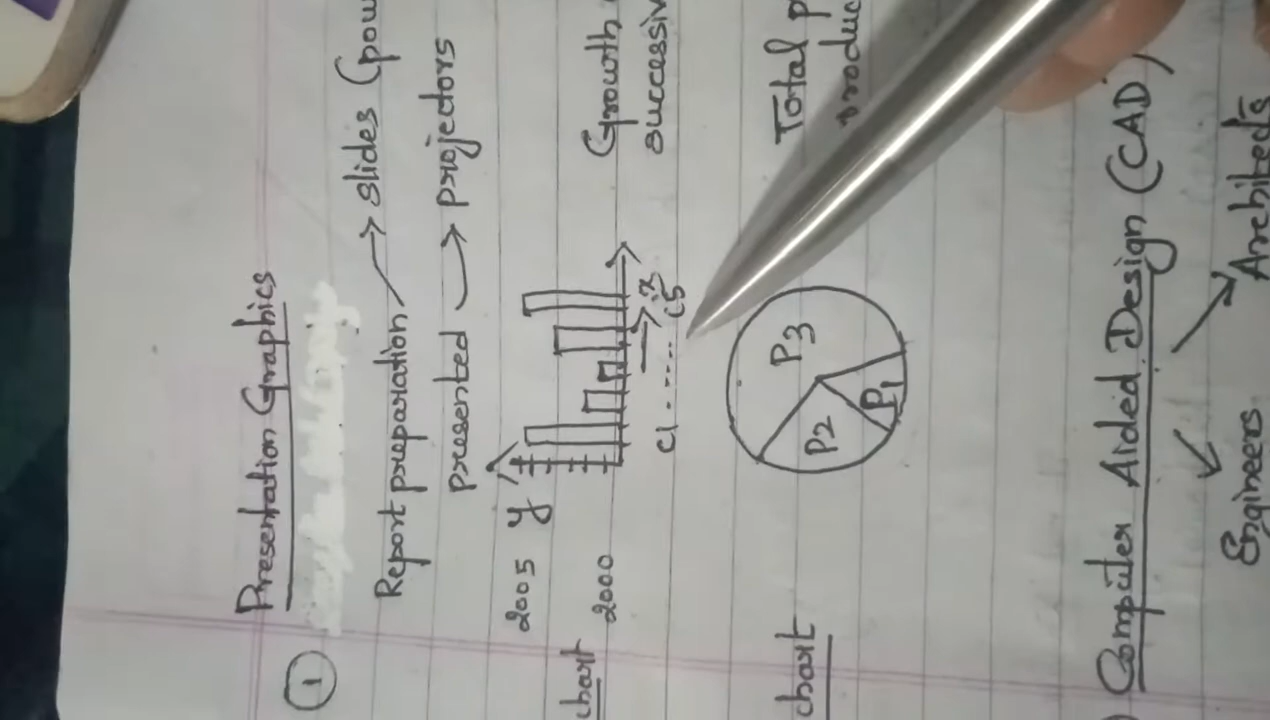 Presentation Graphics
①
Report preparation → slides (pow
presented → projectors
2005 y
chart 2000
x
C1 ..... C5
Growth
successiv
chart
P1 P2 P3
Total p
produc
Computer Aided Design (CAD)
Engineers
Architects